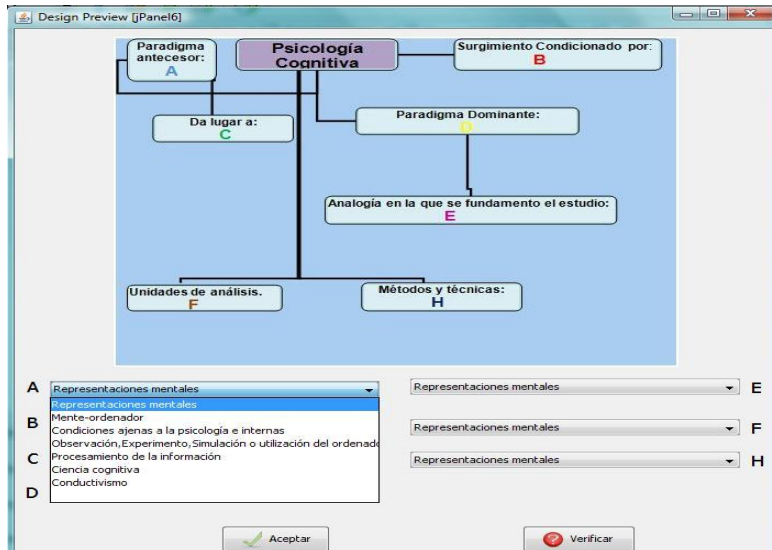 Design Preview [jPanel6]
Paradigma
antecesor:
A
Psicología
Cognitiva
Surgimiento Condicionado por:
B
Da lugar a:
C
Paradigma Dominante:
D
Analogía en la que se fundamento el estudio:
E
Unidades de análisis.
F
Métodos y técnicas:
H
A
Representaciones mentales
Representaciones mentales
E
Representaciones mentales
Mente-ordenador
B
Condiciones ajenas a la psicología e internas
Representaciones mentales
F
Observación,Experimento,Simulación o utilización del ordenado
C
Procesamiento de la información
Representaciones mentales
H
Ciencia cognitiva
Conductivismo
D
Aceptar
Verificar